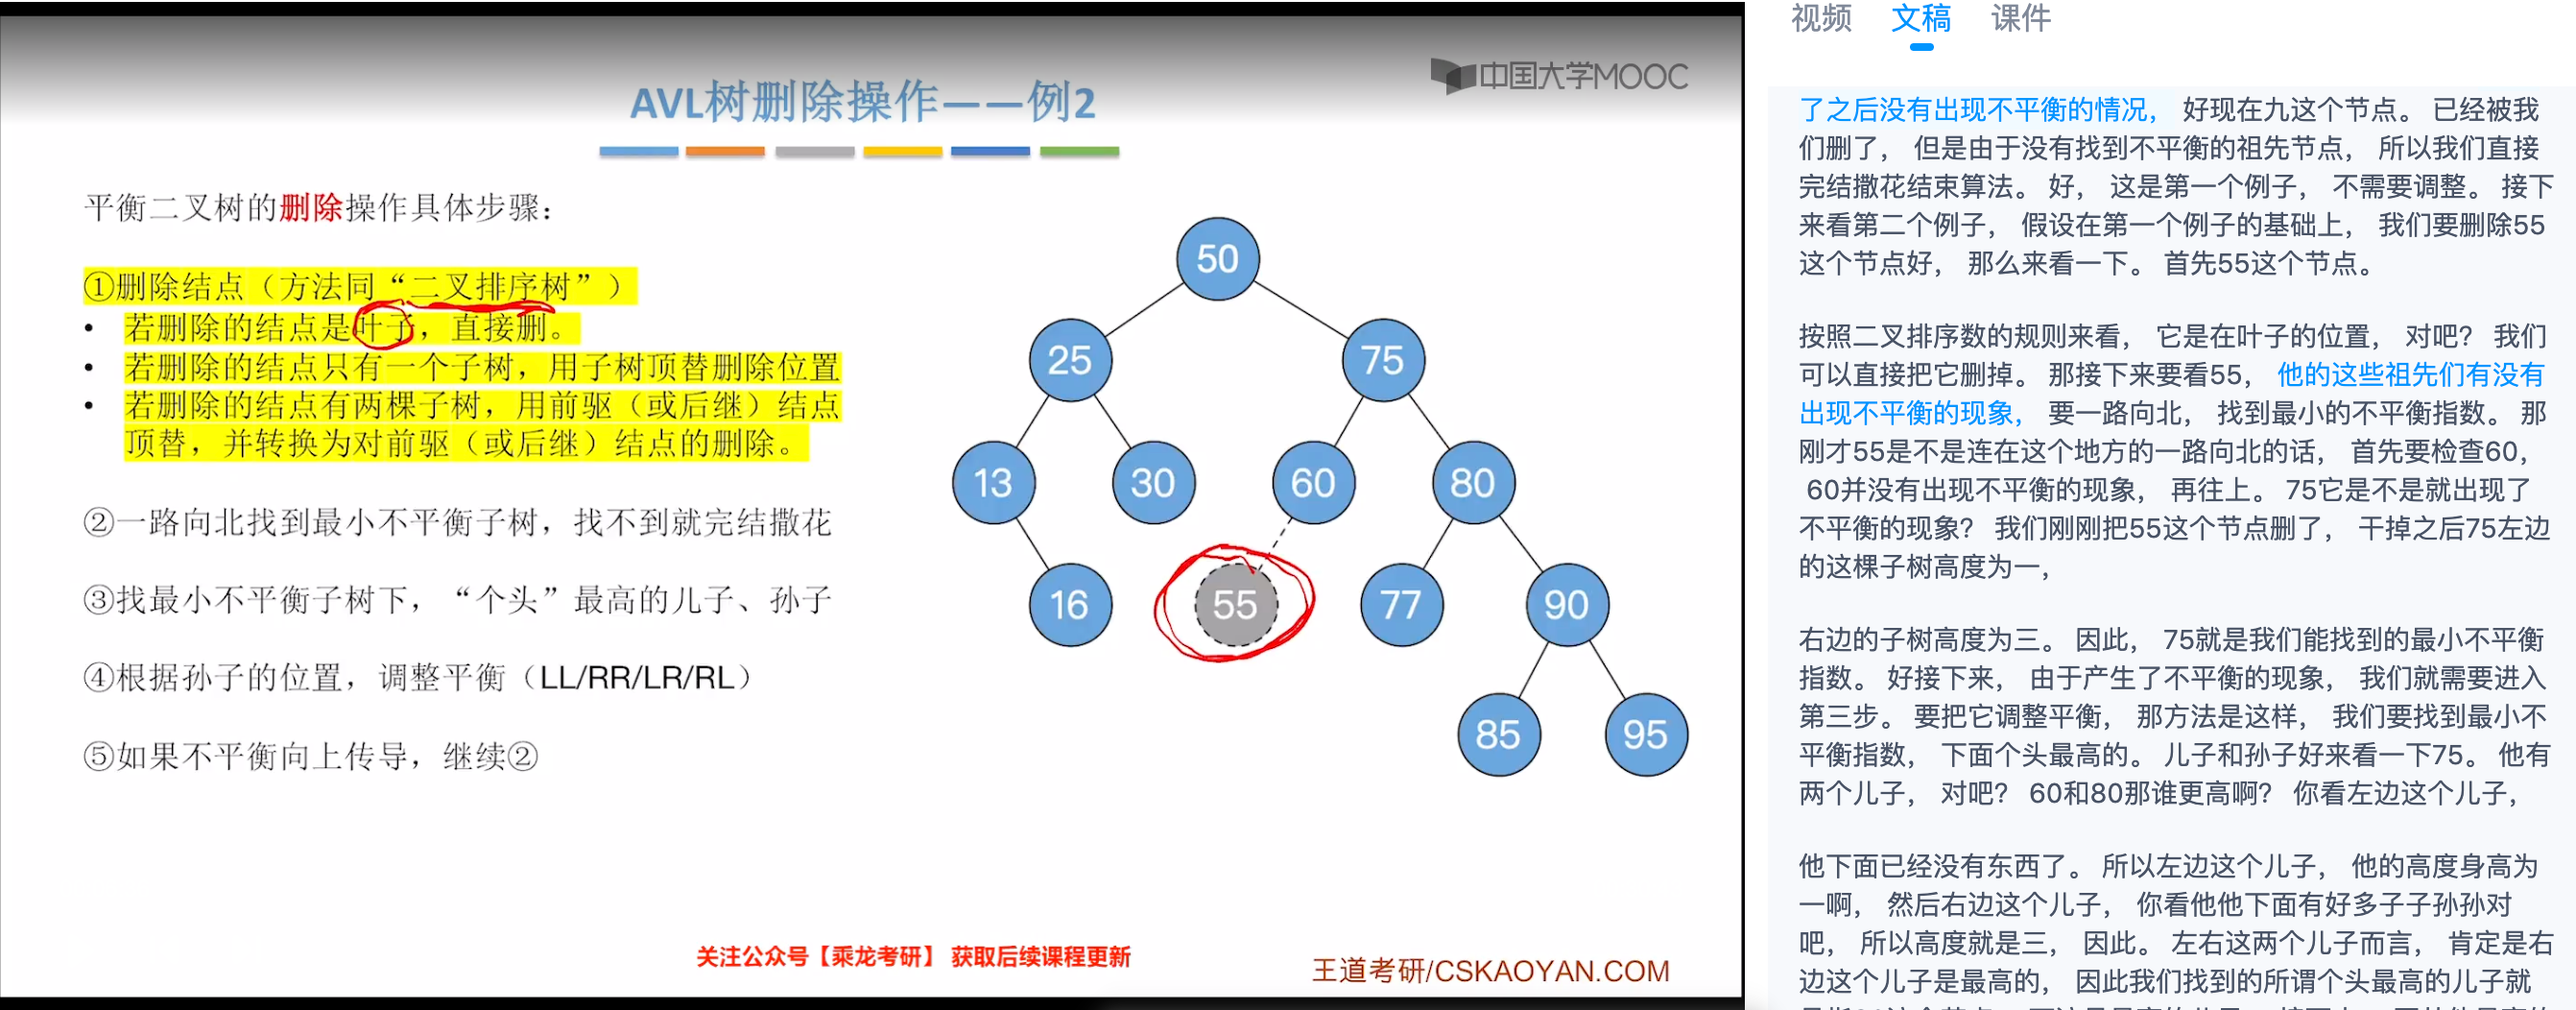 中国大学MOOC
AVL树删除操作——例2
平衡二叉树的删除操作具体步骤：
①删除结点（方法同“二叉排序树”）
• 若删除的结点是叶子，直接删。
• 若删除的结点只有一个子树，用子树顶替删除位置
• 若删除的结点有两棵子树，用前驱（或后继）结点
顶替，并转换为对前驱（或后继）结点的删除。
②一路向北找到最小不平衡子树，找不到就完结撒花
③找最小不平衡子树下，“个头”最高的儿子、孙子
④根据孙子的位置，调整平衡（LL/RR/LR/RL）
⑤如果不平衡向上传导，继续②
50
25 75
13 30 60 80
16 55 77 90
85 95
关注公众号【乘龙考研】 获取后续课程更新
王道考研/CSKAOYAN.COM
视频 文稿 课件
了之后没有出现不平衡的情况， 好现在九这个节点。 已经被我
们删了， 但是由于没有找到不平衡的祖先节点， 所以我们直接
完结撒花结束算法。 好， 这是第一个例子， 不需要调整。 接下
来看第二个例子， 假设在第一个例子的基础上， 我们要删除55
这个节点好， 那么来看一下。 首先55这个节点。
按照二叉排序数的规则来看， 它是在叶子的位置， 对吧？ 我们
可以直接把它删掉。 那接下来要看55， 他的这些祖先们有没有
出现不平衡的现象， 要一路向北， 找到最小的不平衡指数。 那
刚才55是不是连在这个地方的一路向北的话， 首先要检查60，
60并没有出现不平衡的现象， 再往上。 75它是不是就出现了
不平衡的现象？ 我们刚刚把55这个节点删了， 干掉之后75左边
的这棵子树高度为一，
右边的子树高度为三。 因此， 75就是我们能找到的最小不平衡
指数。 好接下来， 由于产生了不平衡的现象， 我们就需要进入
第三步。 要把它调整平衡， 那方法是这样， 我们要找到最小不
平衡指数， 下面个头最高的。 儿子和孙子好来看一下75。 他有
两个儿子， 对吧？ 60和80那谁更高啊？ 你看左边这个儿子，
他下面已经没有东西了。 所以左边这个儿子， 他的高度身高为
一啊， 然后右边这个儿子， 你看他他下面有好多子子孙孙对
吧， 所以高度就是三， 因此。 左右这两个儿子而言， 肯定是右
边这个儿子是最高的， 因此我们找到的所谓个头最高的儿子就